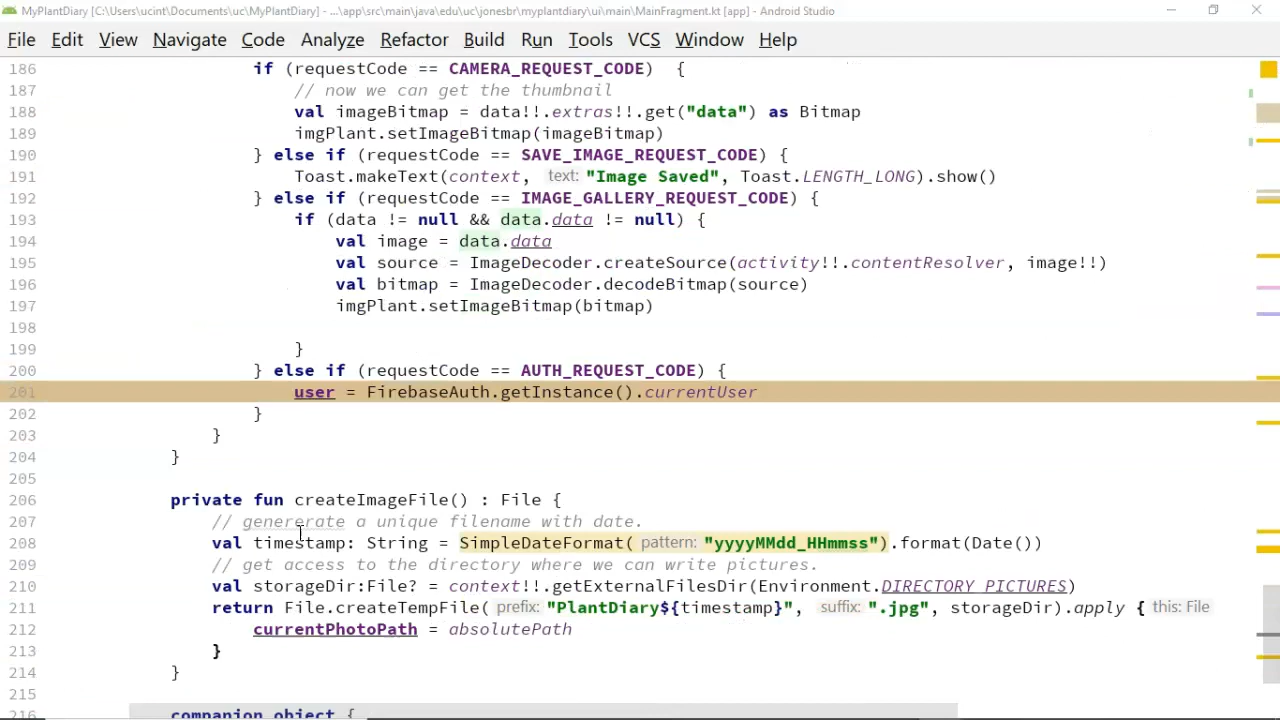 MyPlantDiary [C:\Users\ucint\Documents\uc\MyPlantDiary] - ...\app\src\main\java\edu\uc\jonesbr\myplantdiary\ui\main\MainFragment.kt [app] - Android Studio
File Edit View Navigate Code Analyze Refactor Build Run Tools VCS Window Help
186 if (requestCode == CAMERA_REQUEST_CODE) {
187 // now we can get the thumbnail
188 val imageBitmap = data!!.extras!!.get("data") as Bitmap
189 imgPlant.setImageBitmap(imageBitmap)
190 } else if (requestCode == SAVE_IMAGE_REQUEST_CODE) {
191 Toast.makeText(context, text: "Image Saved", Toast.LENGTH_LONG).show()
192 } else if (requestCode == IMAGE_GALLERY_REQUEST_CODE) {
193 if (data != null && data.data != null) {
194 val image = data.data
195 val source = ImageDecoder.createSource(activity!!.contentResolver, image!!)
196 val bitmap = ImageDecoder.decodeBitmap(source)
197 imgPlant.setImageBitmap(bitmap)
198
199 }
200 } else if (requestCode == AUTH_REQUEST_CODE) {
201 user = FirebaseAuth.getInstance().currentUser
202 }
203 }
204 }
205
206 private fun createImageFile() : File {
207 // genererate a unique filename with date.
208 val timestamp: String = SimpleDateFormat( pattern: "yyyyMMdd_HHmmss").format(Date())
209 // get access to the directory where we can write pictures.
210 val storageDir:File? = context!!.getExternalFilesDir(Environment.DIRECTORY_PICTURES)
211 return File.createTempFile( prefix: "PlantDiary${timestamp}", suffix: ".jpg", storageDir).apply { this: File
212 currentPhotoPath = absolutePath
213 }
214 }
215
216 companion object {